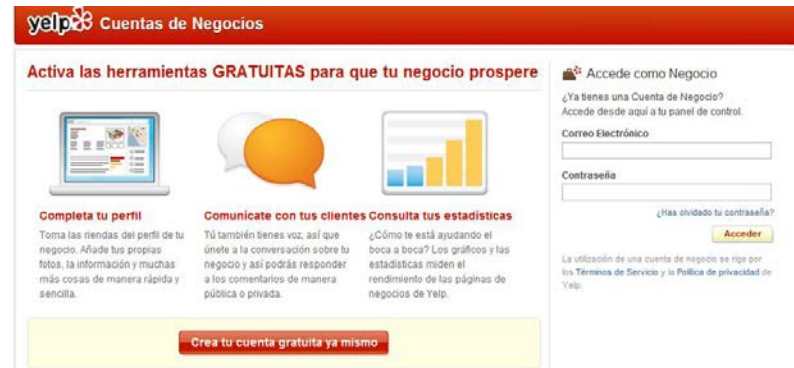 yelp Cuentas de Negocios
Activa las herramientas GRATUITAS para que tu negocio prospere
Completa tu perfil
Toma las riendas del perfil de tu
negocio. Añade tus propias
fotos, la información y muchas
más cosas de manera rápida y
sencilla.
Comunícate con tus clientes
Tú también tienes voz, así que
únete a la conversación sobre tu
negocio y así podrás responder
a los comentarios de manera
pública o privada.
Consulta tus estadísticas
¿Cómo te está ayudando el
boca a boca? Los gráficos y las
estadísticas miden el
rendimiento de las páginas de
negocios de Yelp.
Crea tu cuenta gratuita ya mismo
Accede como Negocio
¿Ya tienes una Cuenta de Negocio?
Accede desde aquí a tu panel de control.
Correo Electrónico
Contraseña
¿Has olvidado tu contraseña?
Acceder
La utilización de una cuenta de negocio se rige por
los Términos de Servicio y la Política de privacidad de
Yelp.